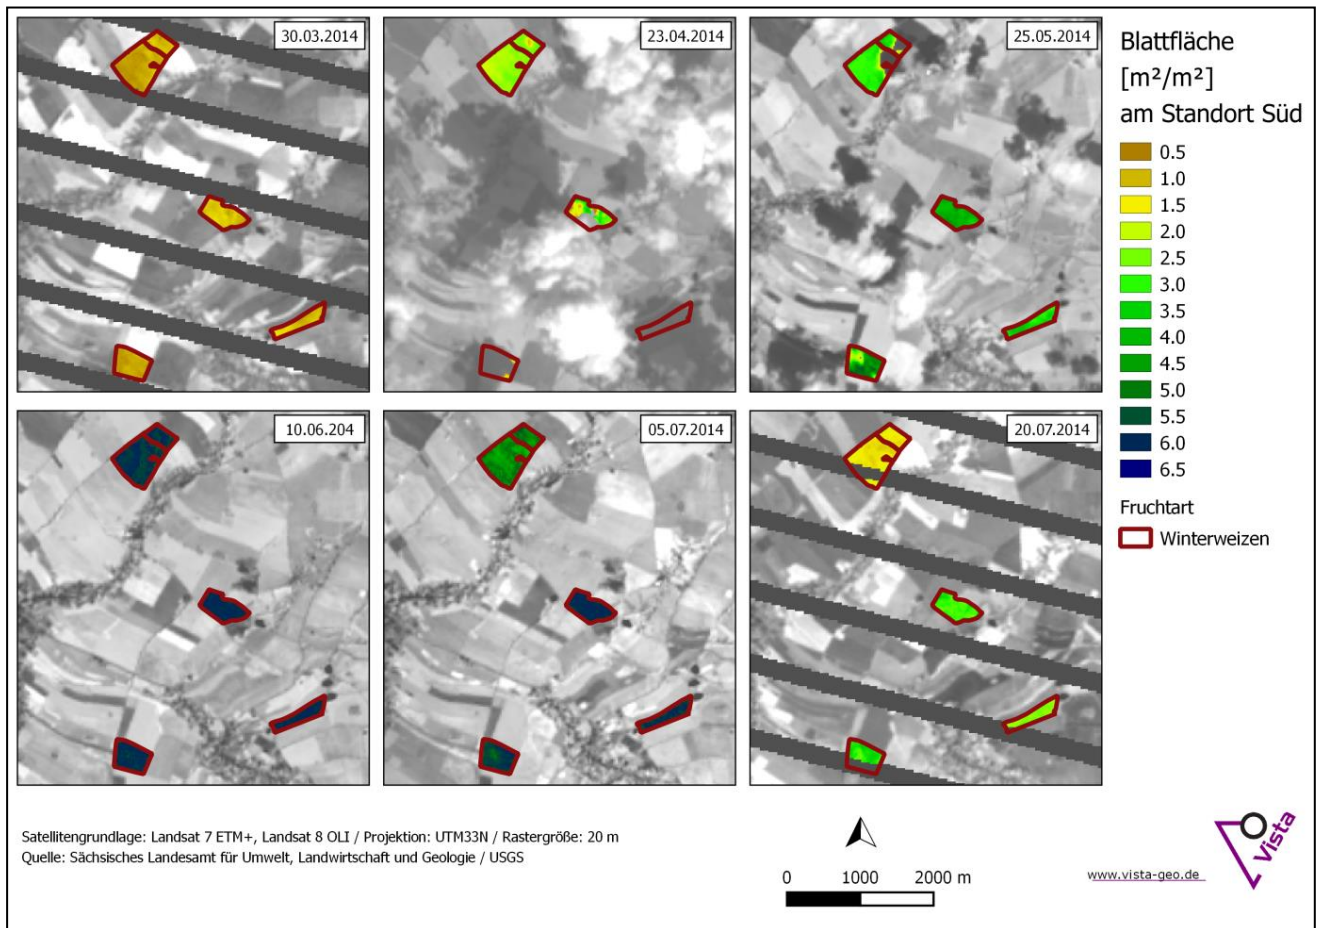 30.03.2014
23.04.2014
25.05.2014
Blattfläche
[m²/m²]
am Standort Süd
0.5
1.0
1.5
2.0
2.5
3.0
3.5
4.0
4.5
5.0
5.5
6.0
6.5
Fruchtart
Winterweizen
10.06.204
05.07.2014
20.07.2014
Satellitengrundlage: Landsat 7 ETM+, Landsat 8 OLI / Projektion: UTM33N / Rastergröße: 20 m
Quelle: Sächsisches Landesamt für Umwelt, Landwirtschaft und Geologie / USGS
0 1000 2000 m
www.vista-geo.de
Vista